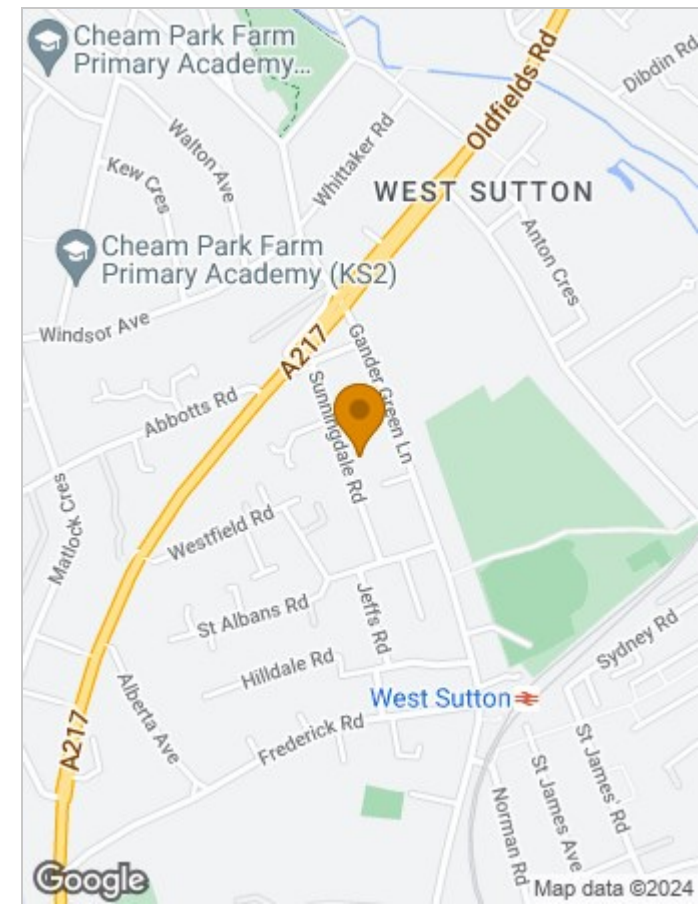 Cheam Park Farm
Primary Academy...
Oldfields Rd
Dibdin Rd
Walton Ave
Whittaker Rd
Kew Cres
WEST SUTTON
Cheam Park Farm
Primary Academy (KS2)
Anton Cres
Windsor Ave
A217
Gander Green Ln
Sunningdale Rd
Abbotts Rd
Matlock Cres
Westfield Rd
St Albans Rd
Jeffs Rd
Sydney Rd
Hilldale Rd
West Sutton
Alberta Ave
Frederick Rd
A217
St James' Rd
St James Ave
Norman Rd
Google
Map data ©2024